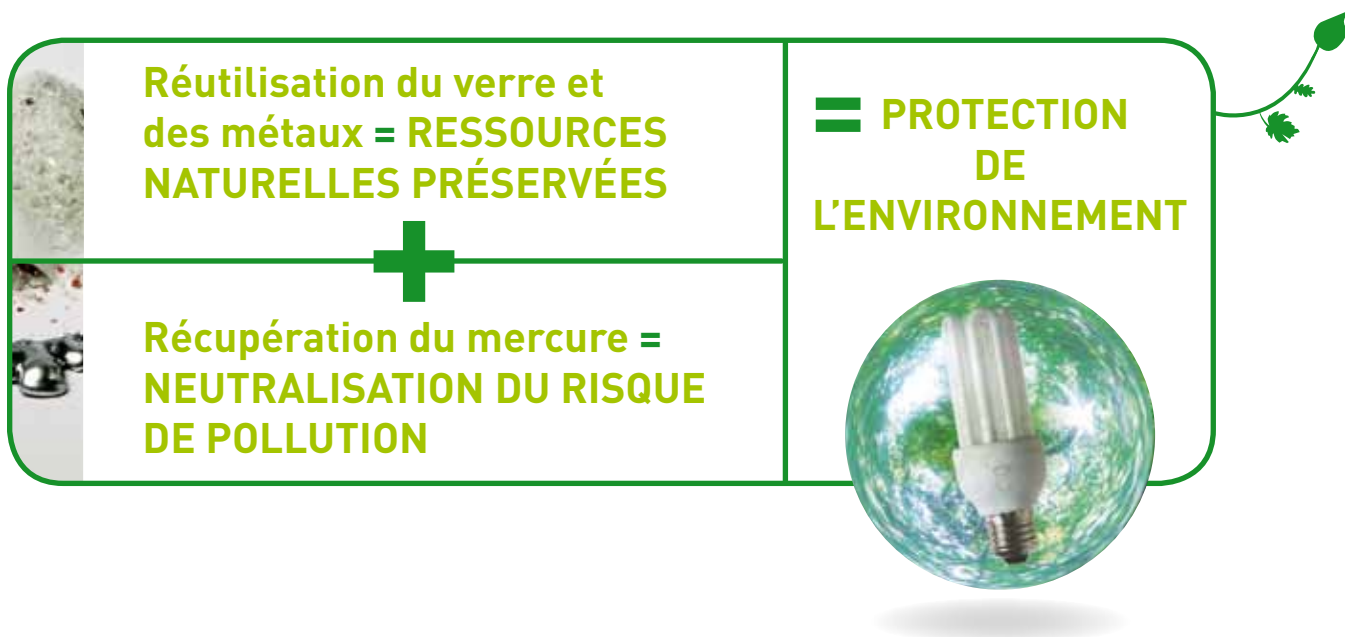 Réutilisation du verre et
des métaux = RESSOURCES
NATURELLES PRÉSERVÉES
+
Récupération du mercure =
NEUTRALISATION DU RISQUE
DE POLLUTION
= PROTECTION
DE
L’ENVIRONNEMENT